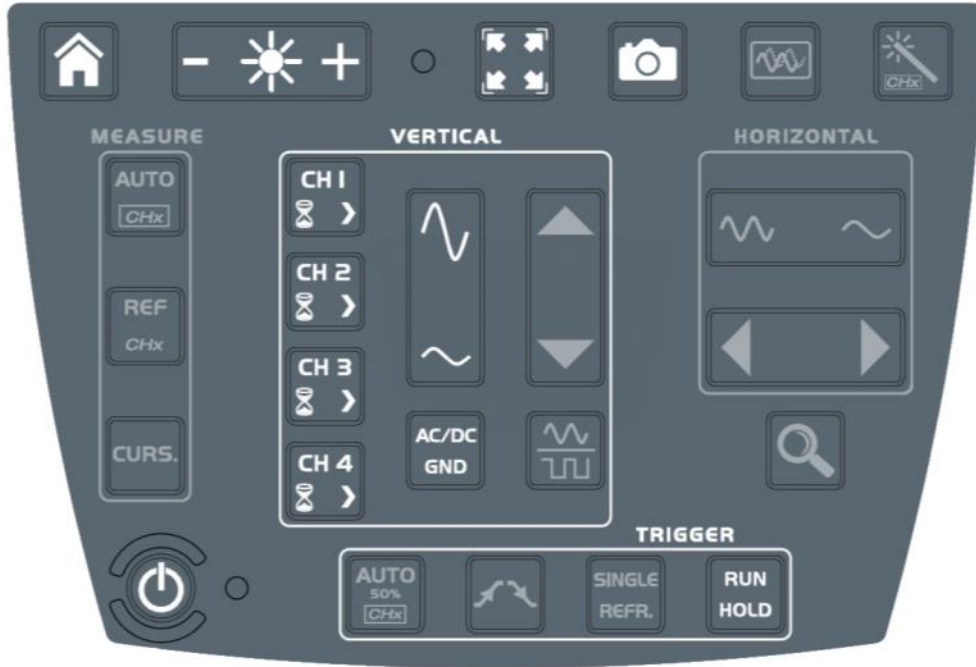 - +
CHx
MEASURE
VERTICAL
HORIZONTAL
AUTO
CHx
REF
CHx
CURS.
CH 1
CH 2
CH 3
CH 4
AC/DC
GND
TRIGGER
AUTO
50%
CHx
SINGLE
REFR.
RUN
HOLD